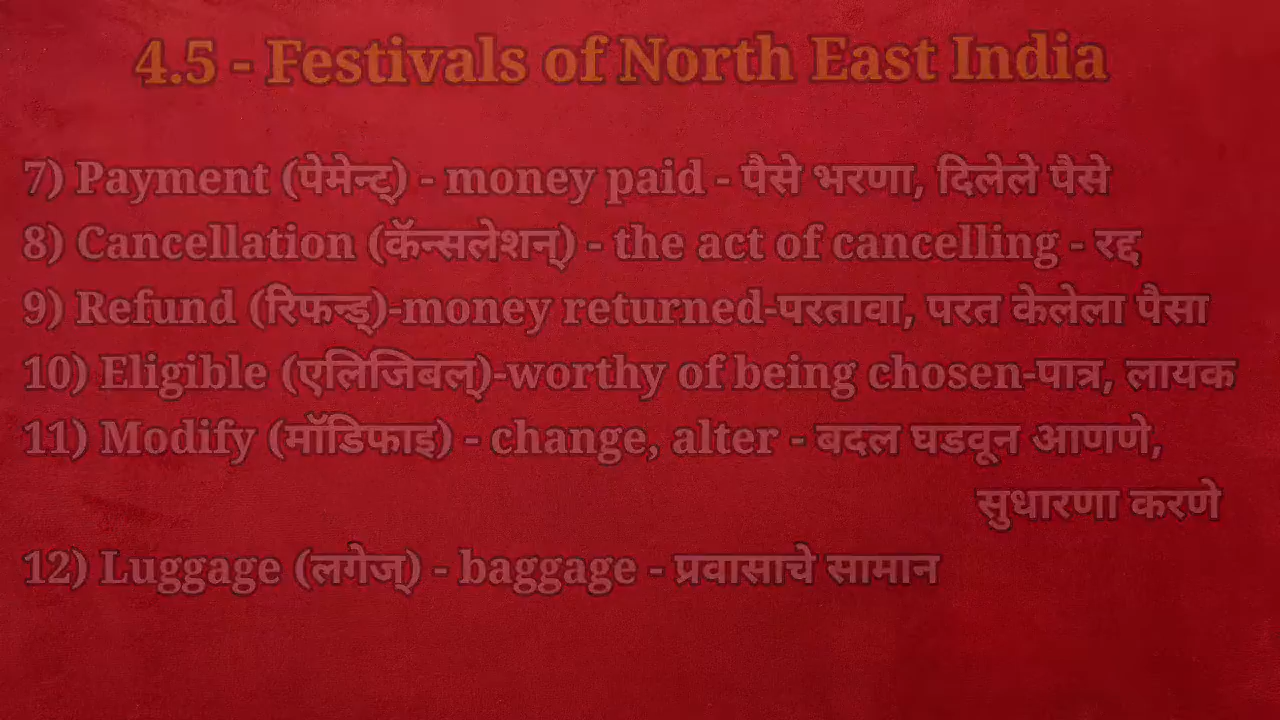 4.5 - Festivals of North East India
7) Payment (पेमेन्ट्) - money paid - पैसे भरणा, दिलेले पैसे
8) Cancellation (कॅन्सलेशन्) - the act of cancelling - रद्द
9) Refund (रिफन्ड्)-money returned-परतावा, परत केलेला पैसा
10) Eligible (एलिजिबल्)-worthy of being chosen-पात्र, लायक
11) Modify (मॉडिफाइ) - change, alter - बदल घडवून आणणे,
सुधारणा करणे
12) Luggage (लगेज्) - baggage - प्रवासाचे सामान